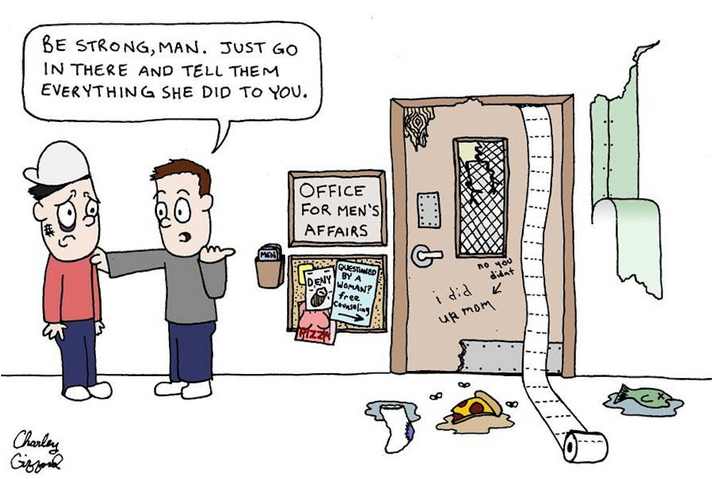 BE STRONG, MAN. JUST GO
IN THERE AND TELL THEM
EVERYTHING SHE DID TO YOU.
OFFICE
FOR MEN'S
AFFAIRS
MEN
DENY
PIZZA
QUESTIONED
BY A
WOMAN?
free
counseling
no you
didnt
i did
ur mom
Charley